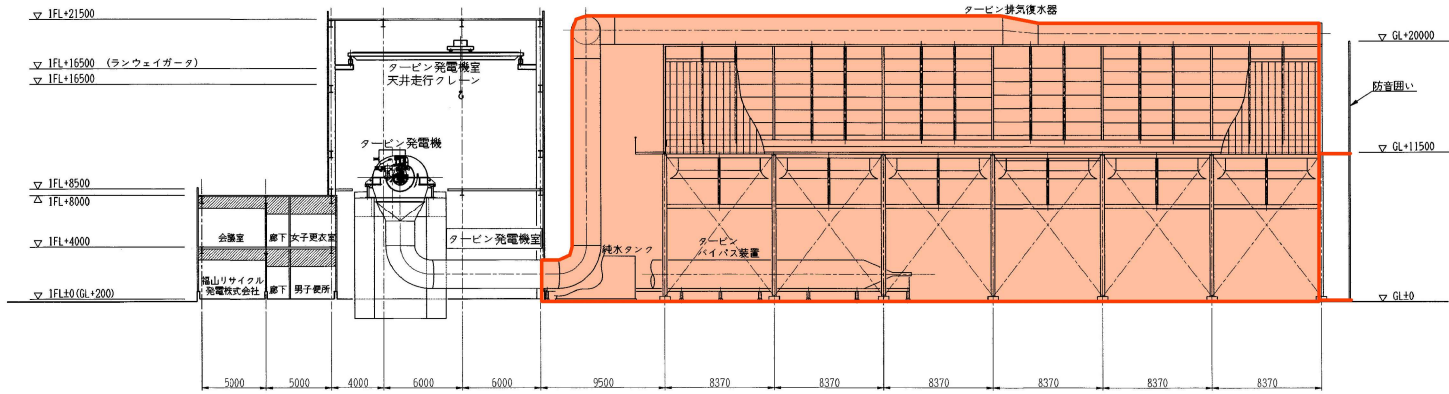 タービン排気復水器
▽ 1FL+21500
▽ GL+20000
▽ 1FL+16500 (ランウェイガータ)
タービン発電機室
天井走行クレーン
▽ 1FL+16500
防音囲い
タービン発電機
▽ GL+11500
▽ 1FL+8500
△ 1FL+8000
会議室
廊下
女子更衣室
タービン発電機室
▽ 1FL+4000
純水タンク
タービン
バイパス装置
福山リサイクル
発電株式会社
廊下
男子便所
▽ 1FL±0(GL+200)
▽ GL±0
5000
5000
4000
6000
6000
9500
8370
8370
8370
8370
8370
8370